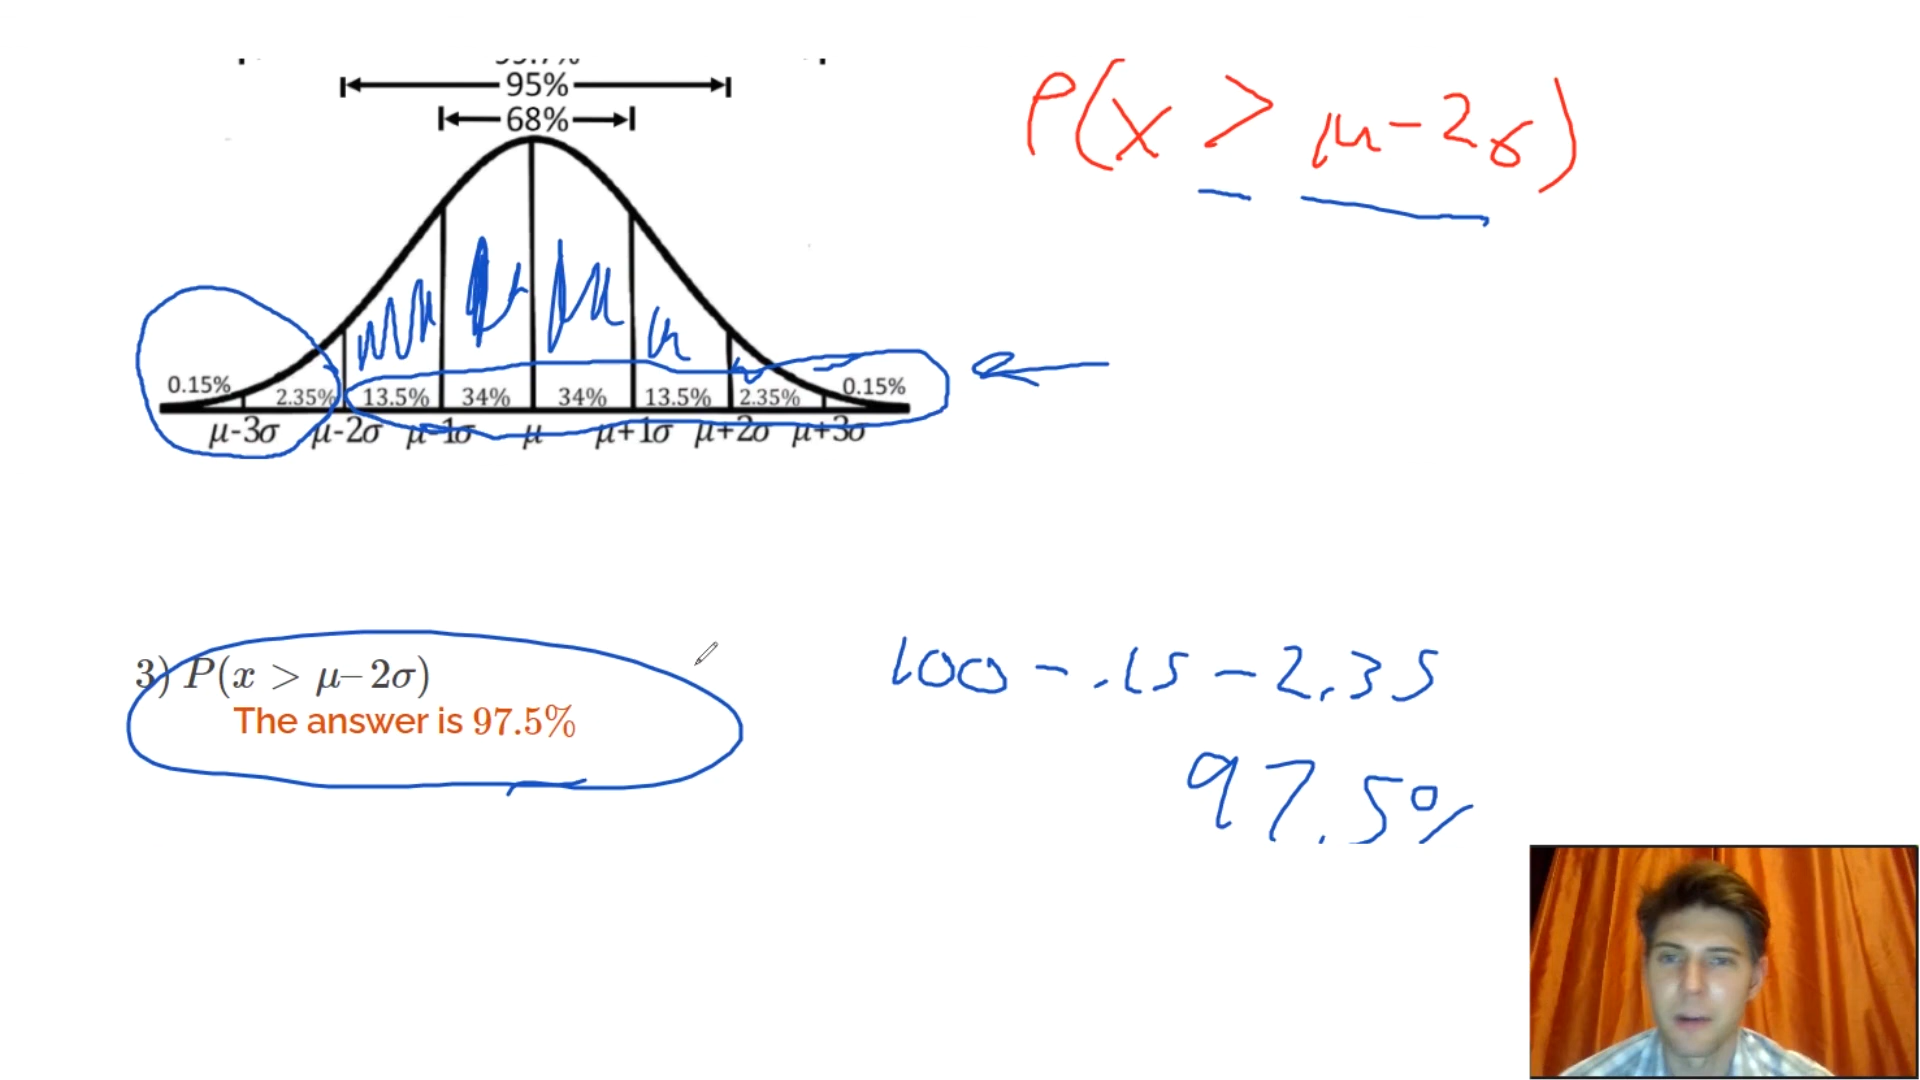 95%
68%
0.15% 2.35% 13.5% 34% 34% 13.5% 2.35% 0.15%
μ-3σ μ-2σ μ-1σ μ μ+1σ μ+2σ μ+3σ
P(x > μ-2σ)
3) P(x > μ–2σ)
The answer is 97.5%
100 - .15 - 2.35
97.5%